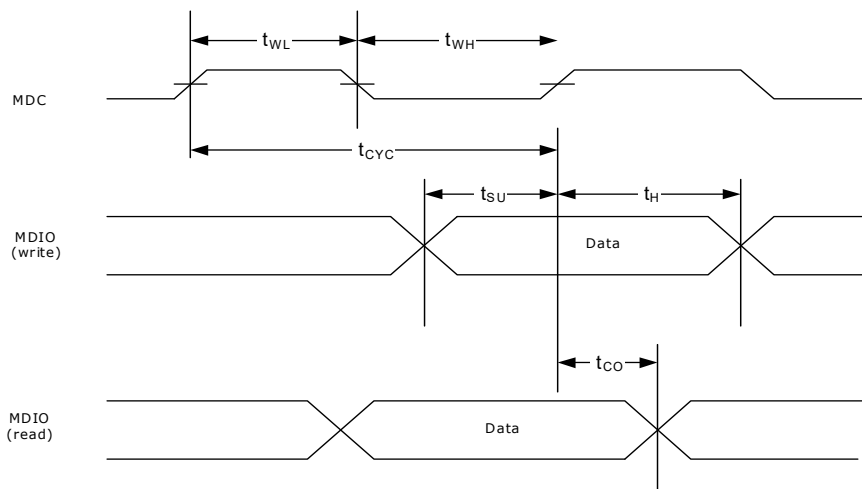 tWL
tWH
MDC
tCYC
tSU
tH
MDIO
(write)
Data
tCO
MDIO
(read)
Data